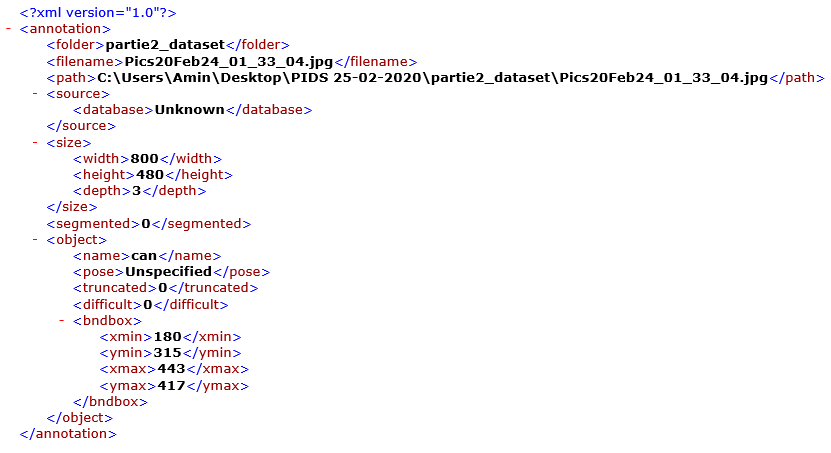 <?xml version="1.0"?>
- <annotation>
<folder>partie2_dataset</folder>
<filename>Pics20Feb24_01_33_04.jpg</filename>
<path>C:\Users\Amin\Desktop\PIDS 25-02-2020\partie2_dataset\Pics20Feb24_01_33_04.jpg</path>
- <source>
<database>Unknown</database>
</source>
- <size>
<width>800</width>
<height>480</height>
<depth>3</depth>
</size>
<segmented>0</segmented>
- <object>
<name>can</name>
<pose>Unspecified</pose>
<truncated>0</truncated>
<difficult>0</difficult>
- <bndbox>
<xmin>180</xmin>
<ymin>315</ymin>
<xmax>443</xmax>
<ymax>417</ymax>
</bndbox>
</object>
</annotation>